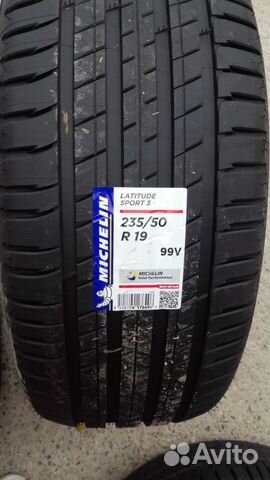 MICHELIN
LATITUDE
SPORT 3
235/50
R 19
99V
MICHELIN
Total Performance
Avito